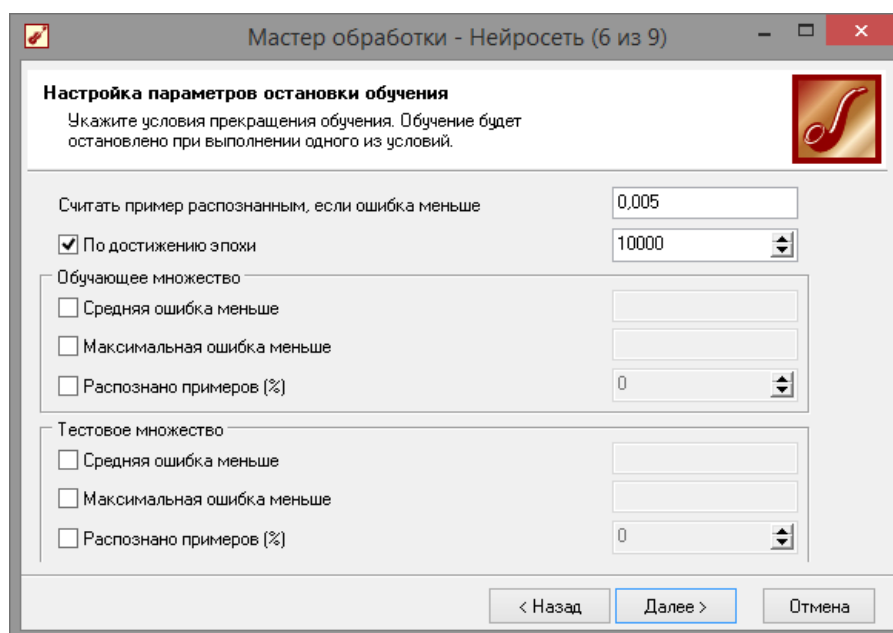 Мастер обработки - Нейросеть (6 из 9)
Настройка параметров остановки обучения
Укажите условия прекращения обучения. Обучение будет
остановлено при выполнении одного из условий.
Считать пример распознанным, если ошибка меньше 0,005
По достижению эпохи 10000
Обучающее множество
Средняя ошибка меньше
Максимальная ошибка меньше
Распознано примеров (%) 0
Тестовое множество
Средняя ошибка меньше
Максимальная ошибка меньше
Распознано примеров (%) 0
< Назад Далее > Отмена